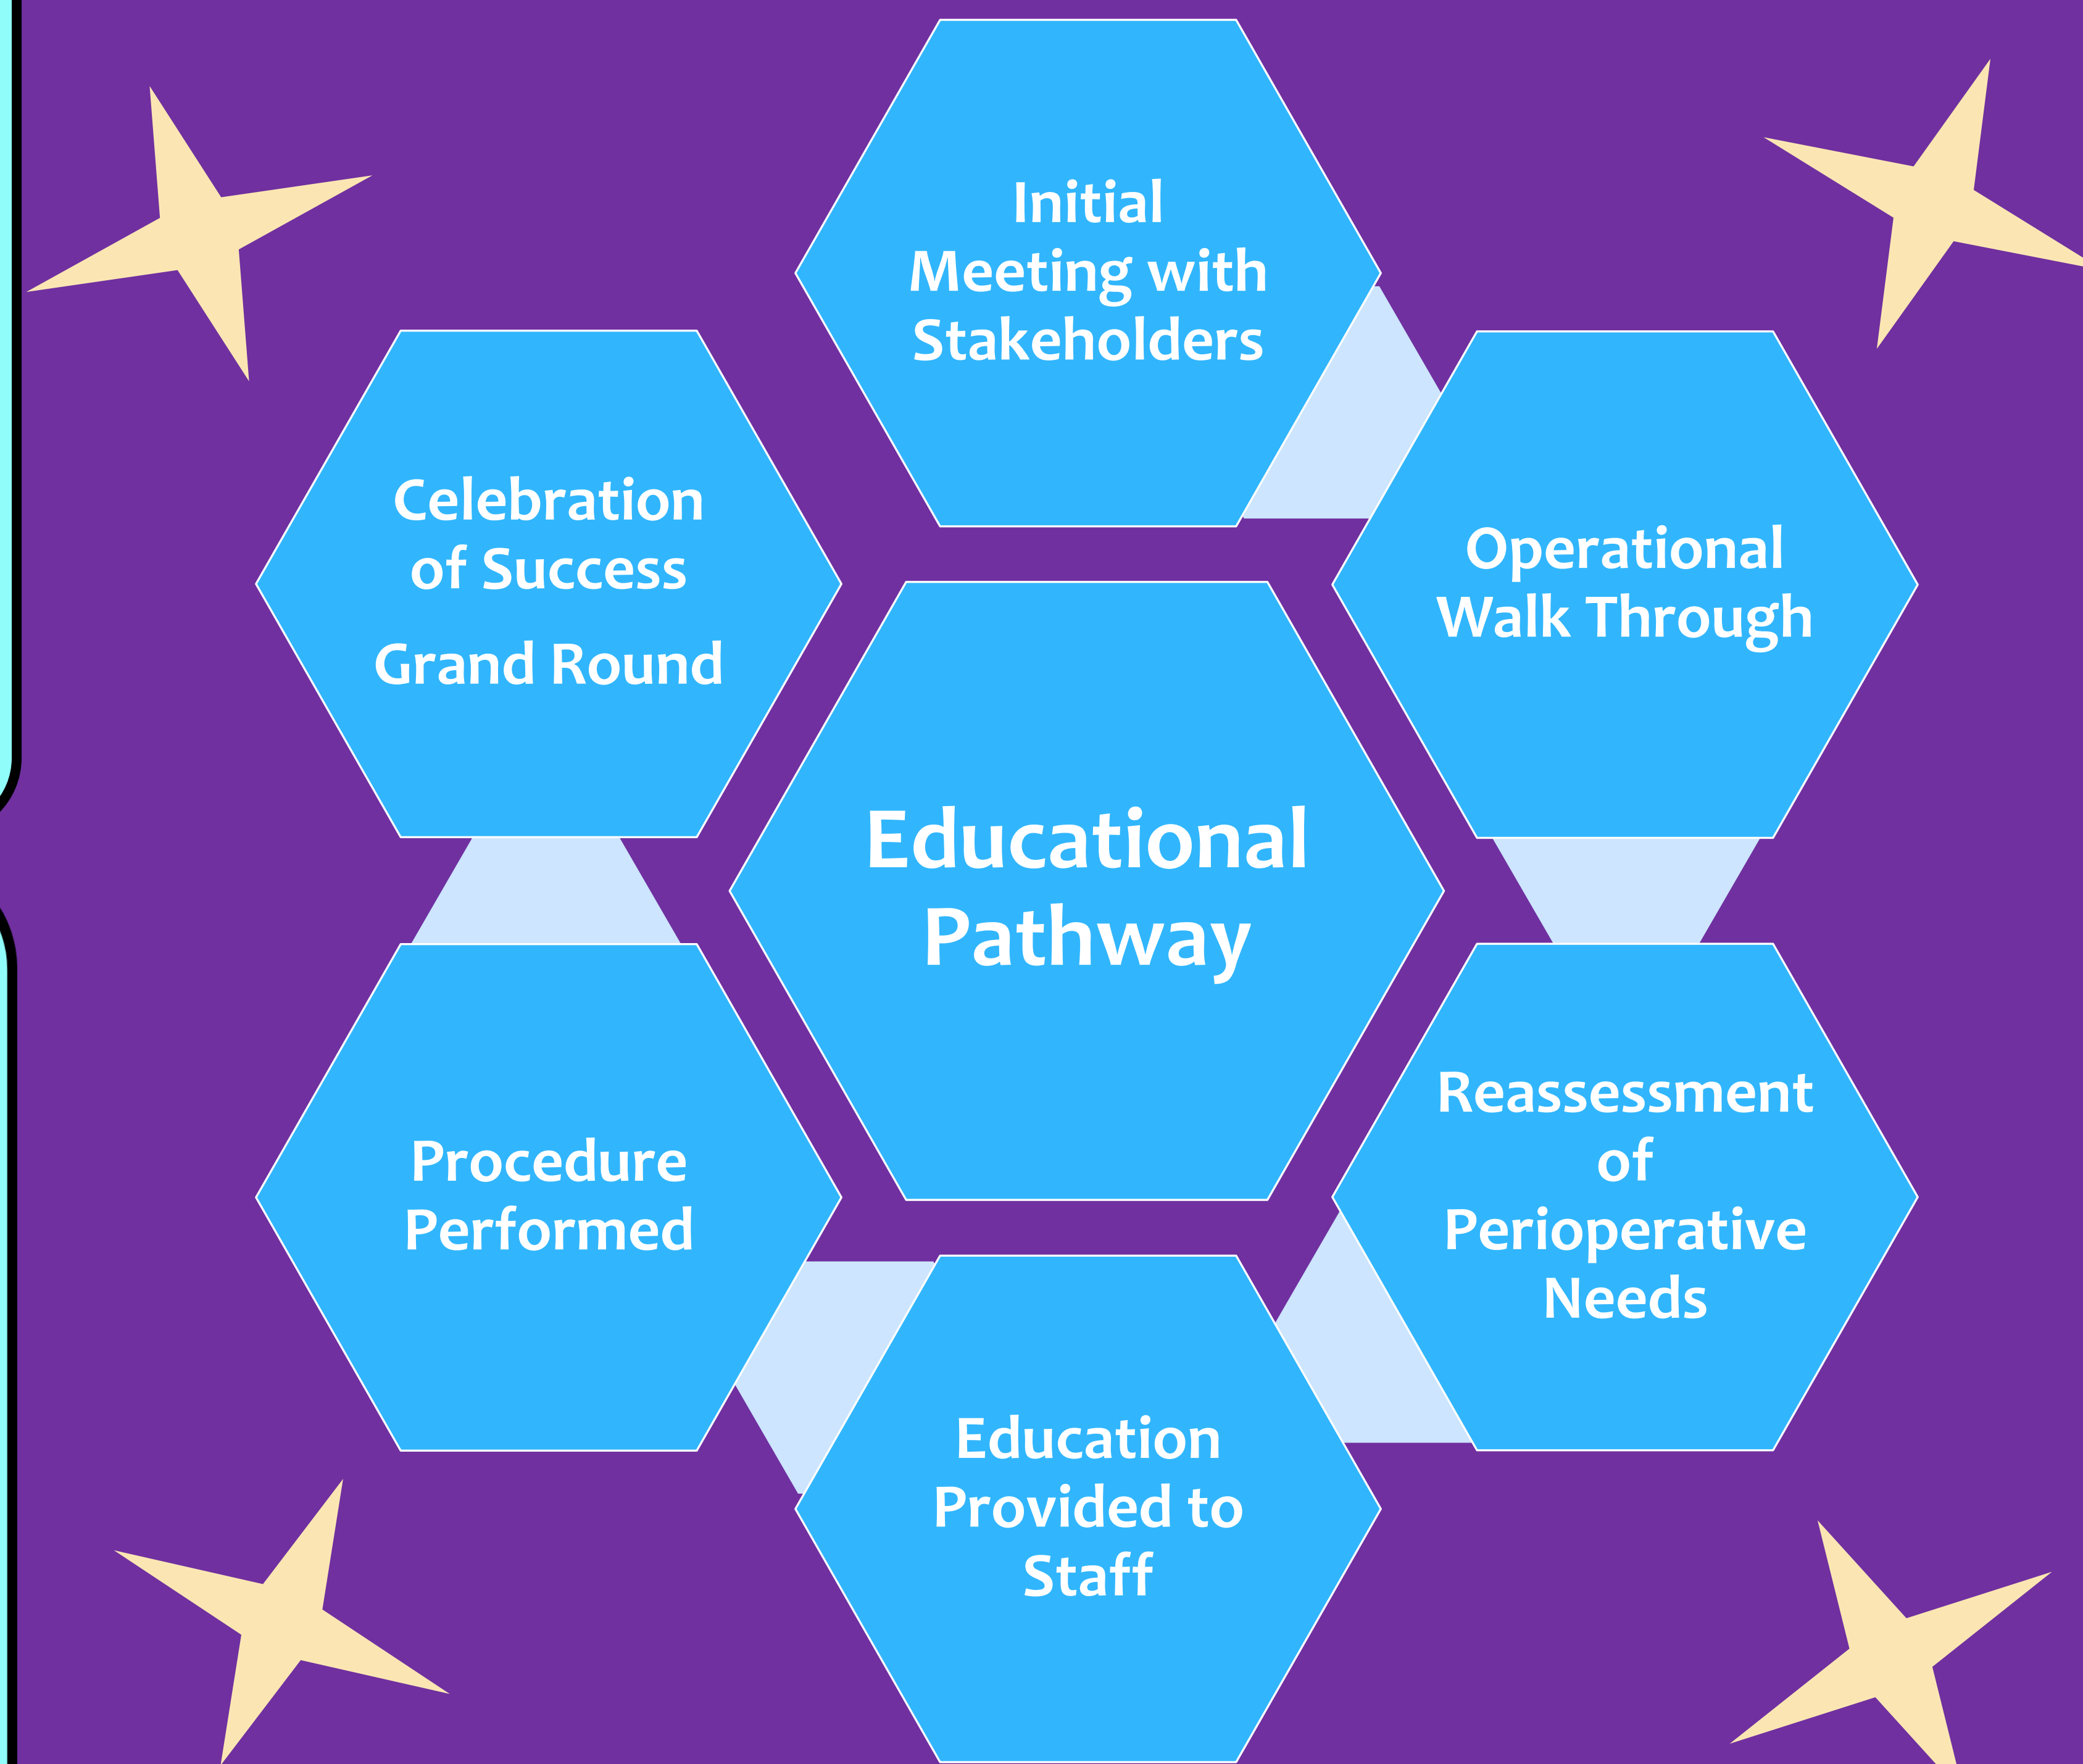 Initial
Meeting with
Stakeholders
Operational
Walk Through
Reassessment
of
Perioperative
Needs
Education
Provided to
Staff
Procedure
Performed
Celebration
of Success
Grand Round
Educational
Pathway